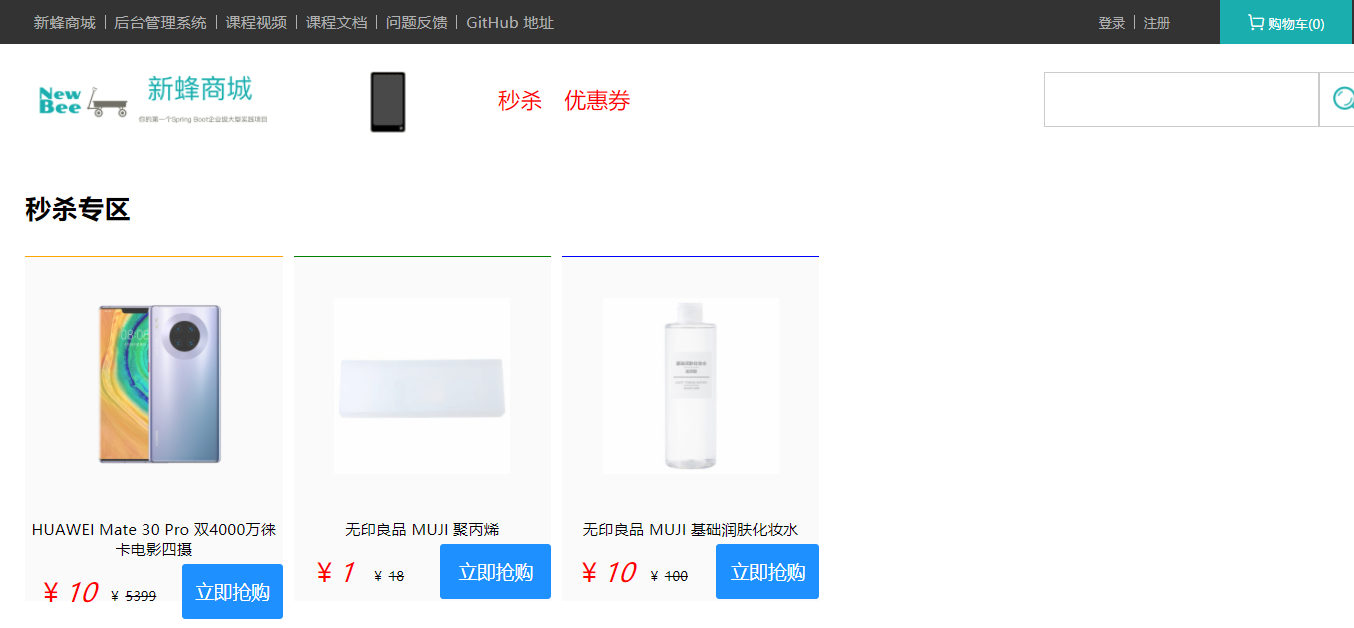 新蜂商城 后台管理系统 课程视频 课程文档 问题反馈 GitHub 地址 登录 注册 购物车(0)
New Bee 新蜂商城
你的第一个Spring Boot企业级大型实践项目
秒杀 优惠券
秒杀专区
08:08
HUAWEI Mate 30 Pro 双4000万徕
卡电影四摄
¥ 10 ¥ 5399 立即抢购
无印良品 MUJI 聚丙烯
¥ 1 ¥ 18 立即抢购
无印良品 MUJI 基础润肤化妆水
¥ 10 ¥ 100 立即抢购